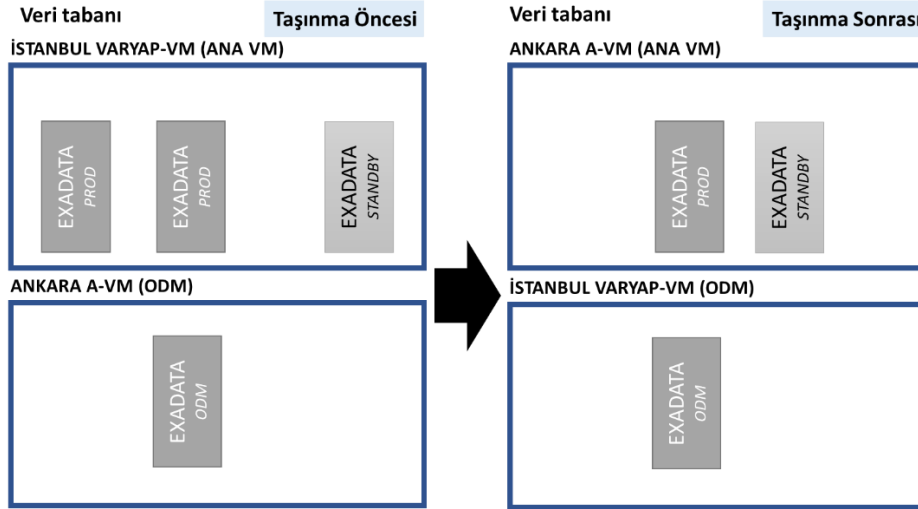 Veri tabanı
Taşınma Öncesi
İSTANBUL VARYAP-VM (ANA VM)
EXADATA
PROD
EXADATA
PROD
EXADATA
STANDBY
ANKARA A-VM (ODM)
EXADATA
ODM
Veri tabanı
Taşınma Sonrası
ANKARA A-VM (ANA VM)
EXADATA
PROD
EXADATA
STANDBY
İSTANBUL VARYAP-VM (ODM)
EXADATA
ODM